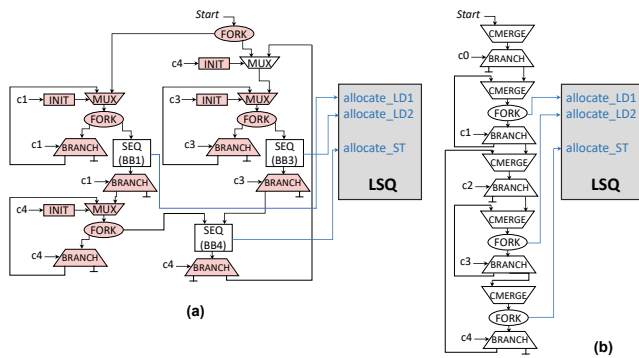 Start
FORK
c4
INIT
MUX
c1
INIT
MUX
c3
INIT
MUX
FORK
FORK
c1
BRANCH
SEQ
(BB1)
c3
BRANCH
SEQ
(BB3)
c1
BRANCH
c3
BRANCH
c4
INIT
MUX
FORK
SEQ
(BB4)
c4
BRANCH
c4
BRANCH
allocate_LD1
allocate_LD2
allocate_ST
LSQ
(a)
Start
CMERGE
c0
BRANCH
CMERGE
FORK
c1
BRANCH
CMERGE
c2
BRANCH
CMERGE
FORK
c3
BRANCH
CMERGE
FORK
c4
BRANCH
allocate_LD1
allocate_LD2
allocate_ST
LSQ
(b)